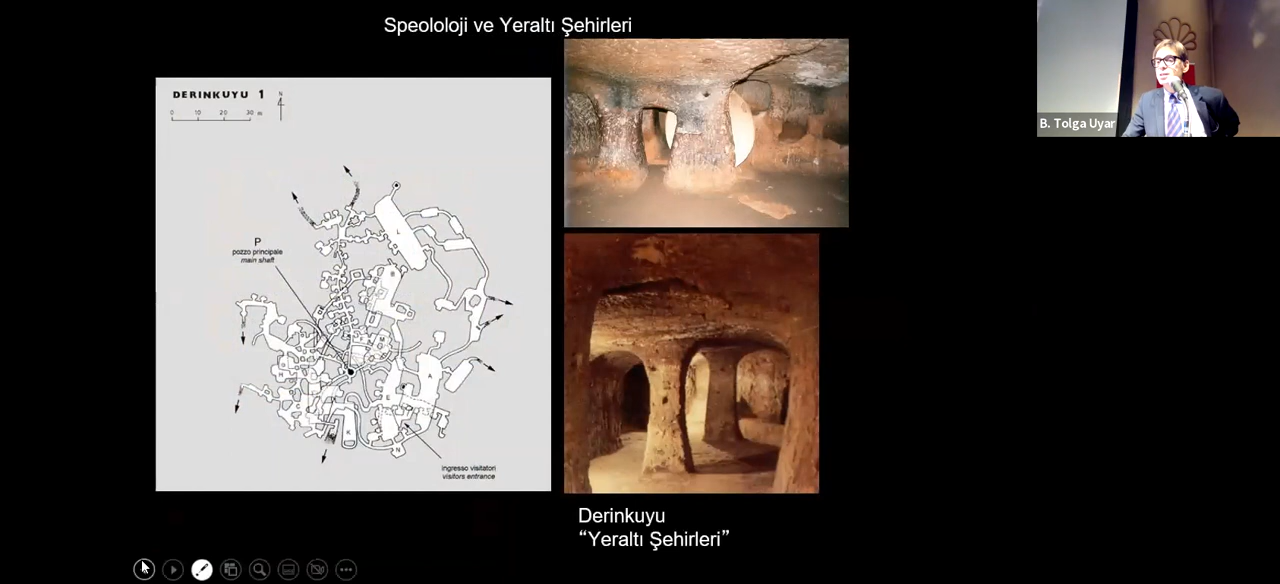 Speololoji ve Yeraltı Şehirleri
DERINKUYU 1
N
0 10 20 30 m
P
pozzo principale
main shaft
L
B
M
A
E
K
N
ingresso visitatori
visitors entrance
B. Tolga Uyar
Derinkuyu
“Yeraltı Şehirleri”